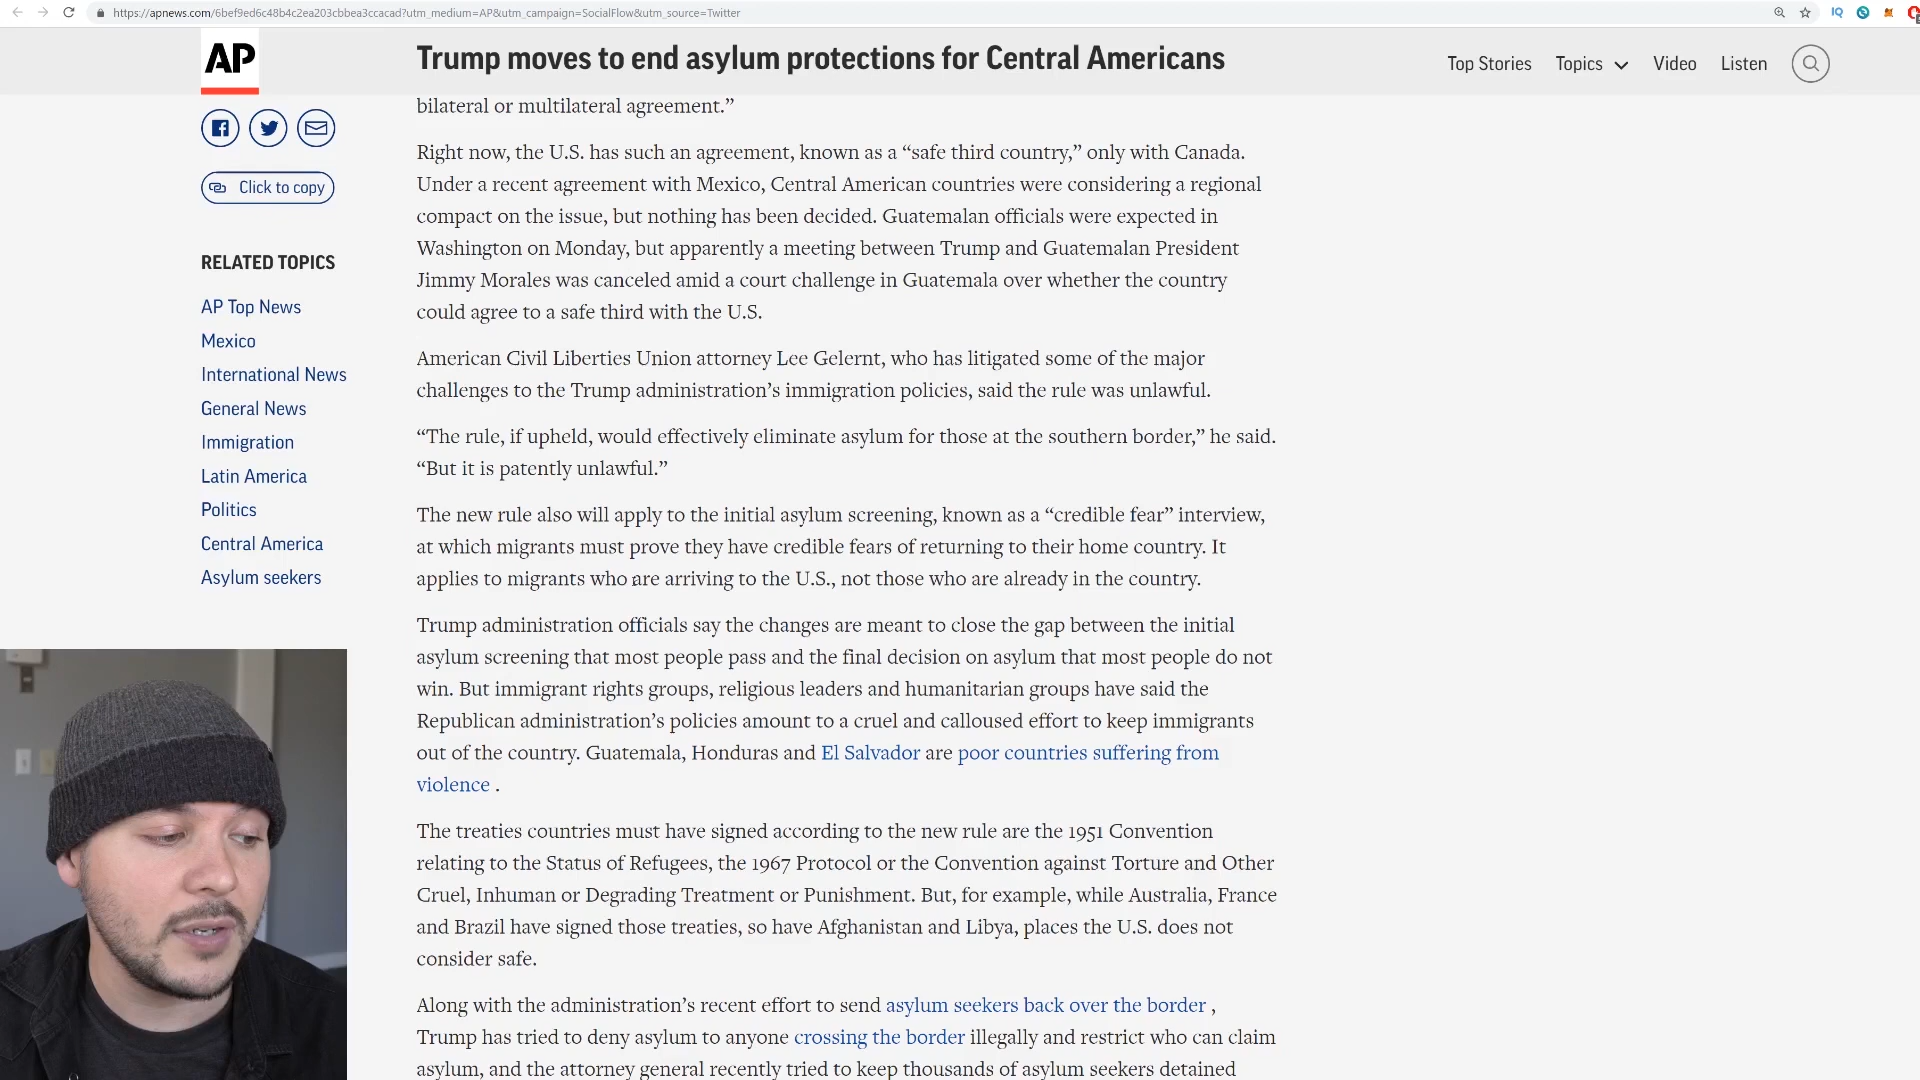 https://apnews.com/6bef9ed6c48b4c2ea203cbbea3ccacad?utm_medium=AP&utm_campaign=SocialFlow&utm_source=Twitter
IQ
AP
Trump moves to end asylum protections for Central Americans
Top Stories
Topics
Video
Listen
Click to copy
RELATED TOPICS
AP Top News
Mexico
International News
General News
Immigration
Latin America
Politics
Central America
Asylum seekers
bilateral or multilateral agreement.”
Right now, the U.S. has such an agreement, known as a “safe third country,” only with Canada.
Under a recent agreement with Mexico, Central American countries were considering a regional
compact on the issue, but nothing has been decided. Guatemalan officials were expected in
Washington on Monday, but apparently a meeting between Trump and Guatemalan President
Jimmy Morales was canceled amid a court challenge in Guatemala over whether the country
could agree to a safe third with the U.S.
American Civil Liberties Union attorney Lee Gelernt, who has litigated some of the major
challenges to the Trump administration’s immigration policies, said the rule was unlawful.
“The rule, if upheld, would effectively eliminate asylum for those at the southern border,” he said.
“But it is patently unlawful.”
The new rule also will apply to the initial asylum screening, known as a “credible fear” interview,
at which migrants must prove they have credible fears of returning to their home country. It
applies to migrants who are arriving to the U.S., not those who are already in the country.
Trump administration officials say the changes are meant to close the gap between the initial
asylum screening that most people pass and the final decision on asylum that most people do not
win. But immigrant rights groups, religious leaders and humanitarian groups have said the
Republican administration’s policies amount to a cruel and calloused effort to keep immigrants
out of the country. Guatemala, Honduras and El Salvador are poor countries suffering from
violence .
The treaties countries must have signed according to the new rule are the 1951 Convention
relating to the Status of Refugees, the 1967 Protocol or the Convention against Torture and Other
Cruel, Inhuman or Degrading Treatment or Punishment. But, for example, while Australia, France
and Brazil have signed those treaties, so have Afghanistan and Libya, places the U.S. does not
consider safe.
Along with the administration’s recent effort to send asylum seekers back over the border ,
Trump has tried to deny asylum to anyone crossing the border illegally and restrict who can claim
asylum, and the attorney general recently tried to keep thousands of asylum seekers detained